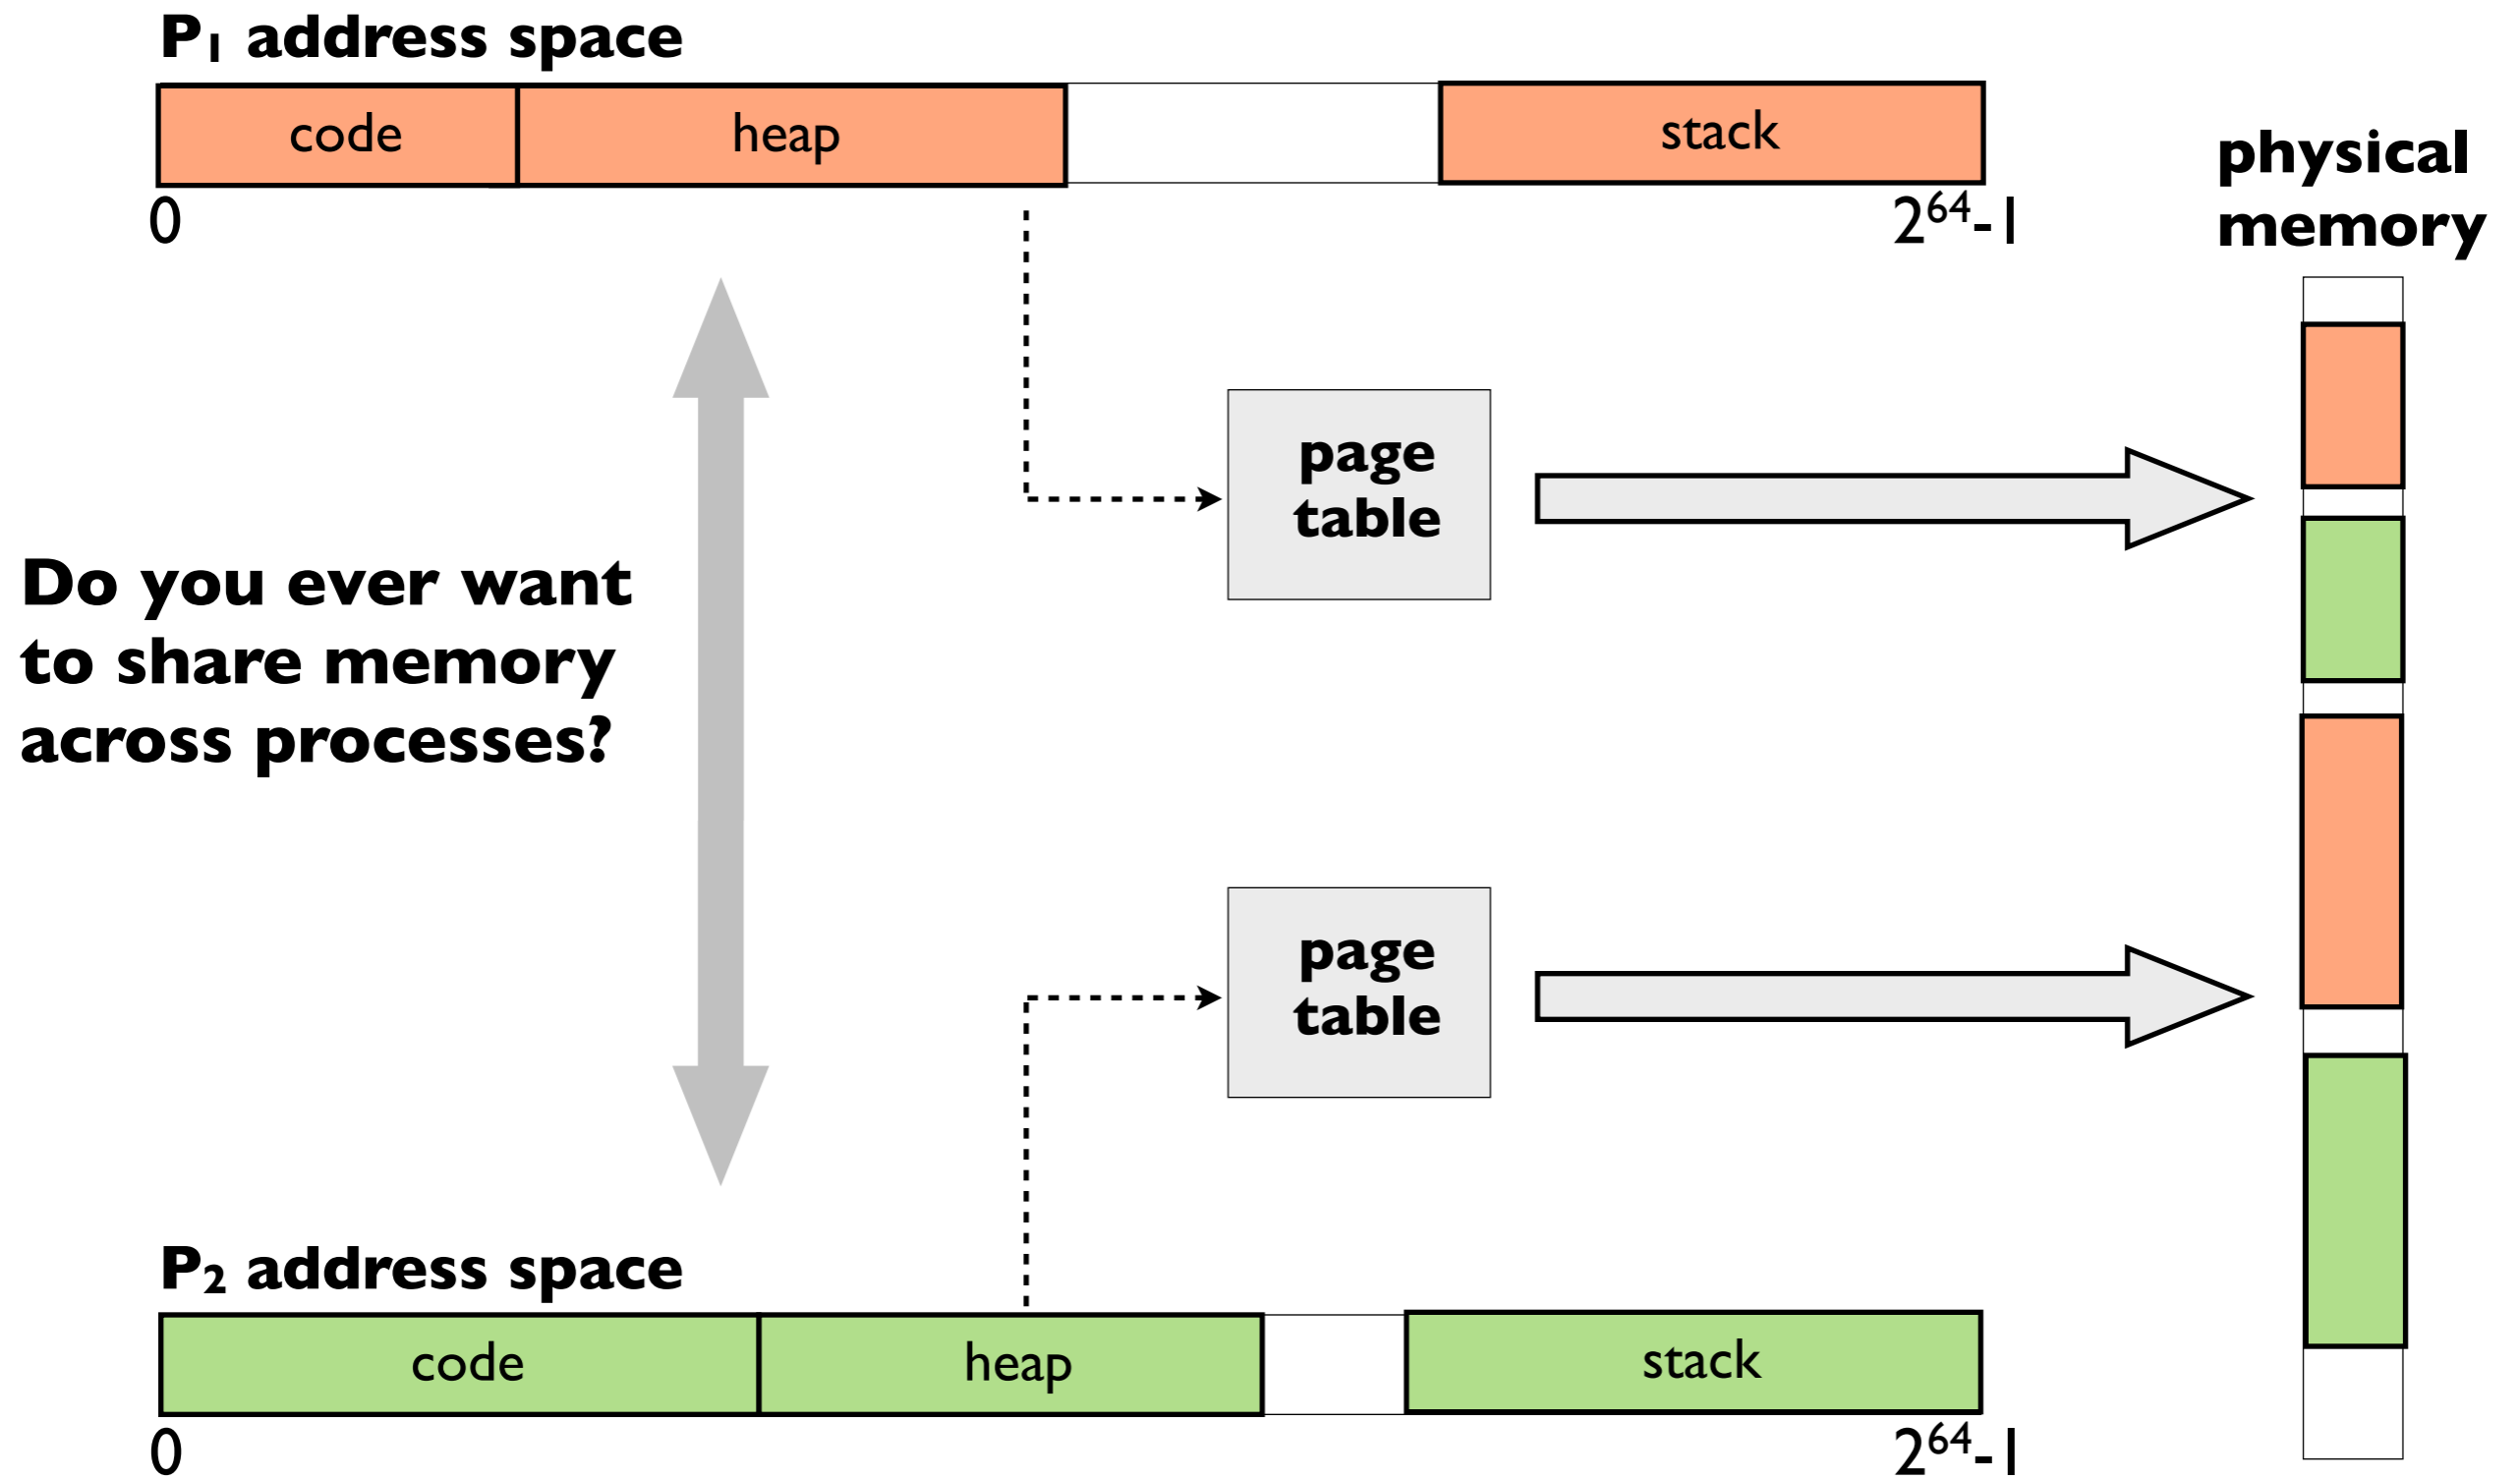 P₁ address space
code heap stack
0 2⁶⁴-1
physical
memory
page
table
Do you ever want
to share memory
across processes?
page
table
P₂ address space
code heap stack
0 2⁶⁴-1